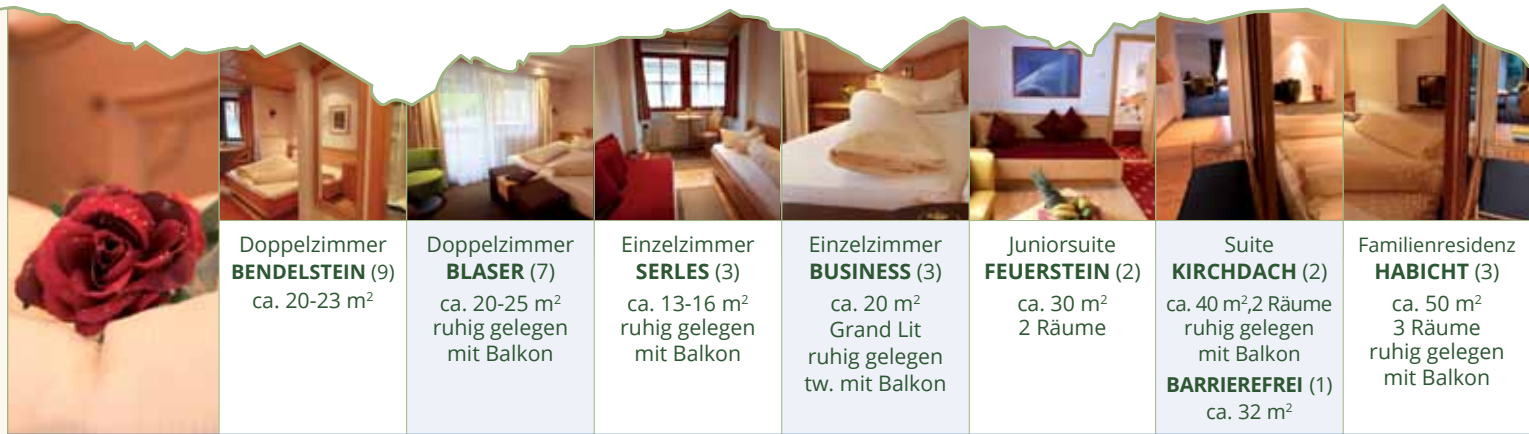 Doppelzimmer
BENDELSTEIN (9)
ca. 20-23 m²
Doppelzimmer
BLASER (7)
ca. 20-25 m²
ruhig gelegen
mit Balkon
Einzelzimmer
SERLES (3)
ca. 13-16 m²
ruhig gelegen
mit Balkon
Einzelzimmer
BUSINESS (3)
ca. 20 m²
Grand Lit
ruhig gelegen
tw. mit Balkon
Juniorsuite
FEUERSTEIN (2)
ca. 30 m²
2 Räume
Suite
KIRCHDACH (2)
ca. 40 m²,2 Räume
ruhig gelegen
mit Balkon
BARRIEREFREI (1)
ca. 32 m²
Familienresidenz
HABICHT (3)
ca. 50 m²
3 Räume
ruhig gelegen
mit Balkon